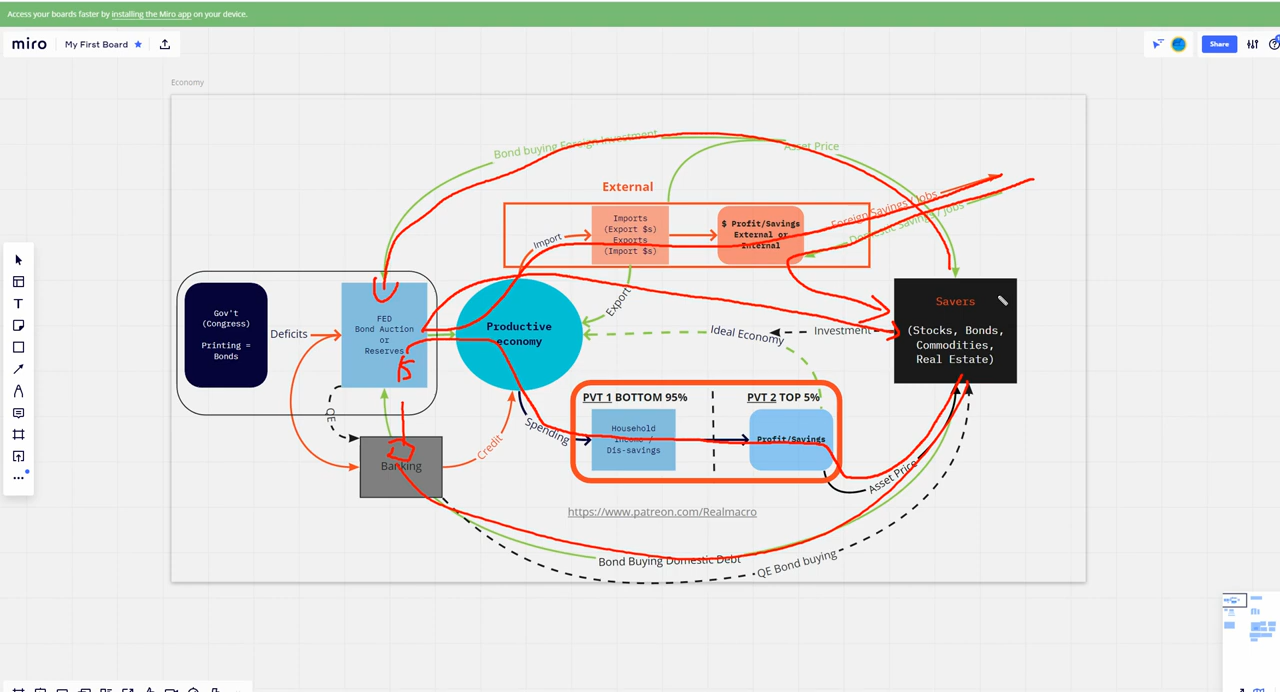 Access your boards faster by installing the Miro app on your device.
miro
My First Board
Share
Economy
Bond buying Foreign Investment
Asset Price
External
Imports
(Export $s)
Exports
(Import $s)
$ Profit/Savings
External or
Internal
Foreign Savings / Jobs
Domestic Savings / jobs
Import
Export
Gov't
(Congress)
Printing =
Bonds
Deficits
FED
Bond Auction
or
Reserves
Productive
economy
Ideal Economy
Investment
Savers
(Stocks, Bonds,
Commodities,
Real Estate)
QE
Banking
Credit
Spending
PVT 1 BOTTOM 95%
PVT 2 TOP 5%
Household
Income /
Dis-savings
Profit/Savings
Asset Price
https://www.patreon.com/Realmacro
Bond Buying Domestic Debt
QE Bond buying